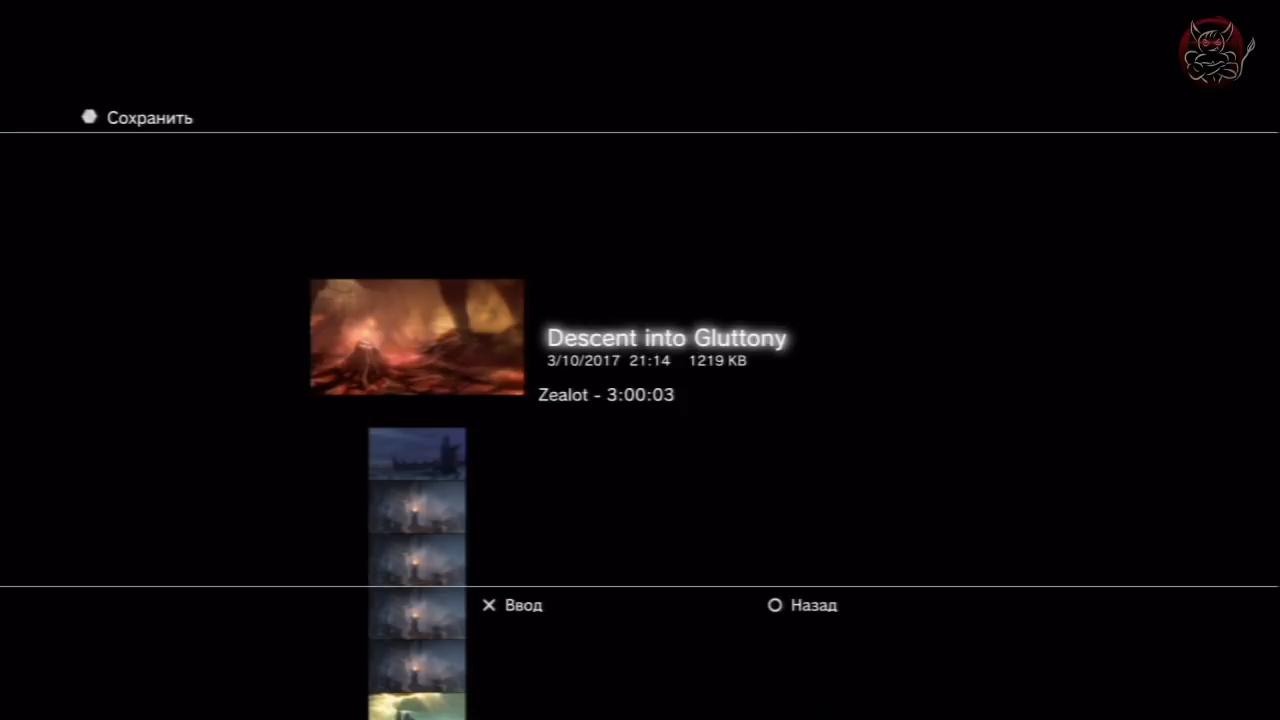 Сохранить
Descent into Gluttony
3/10/2017 21:14 1219 KB
Zealot - 3:00:03
Ввод
Назад